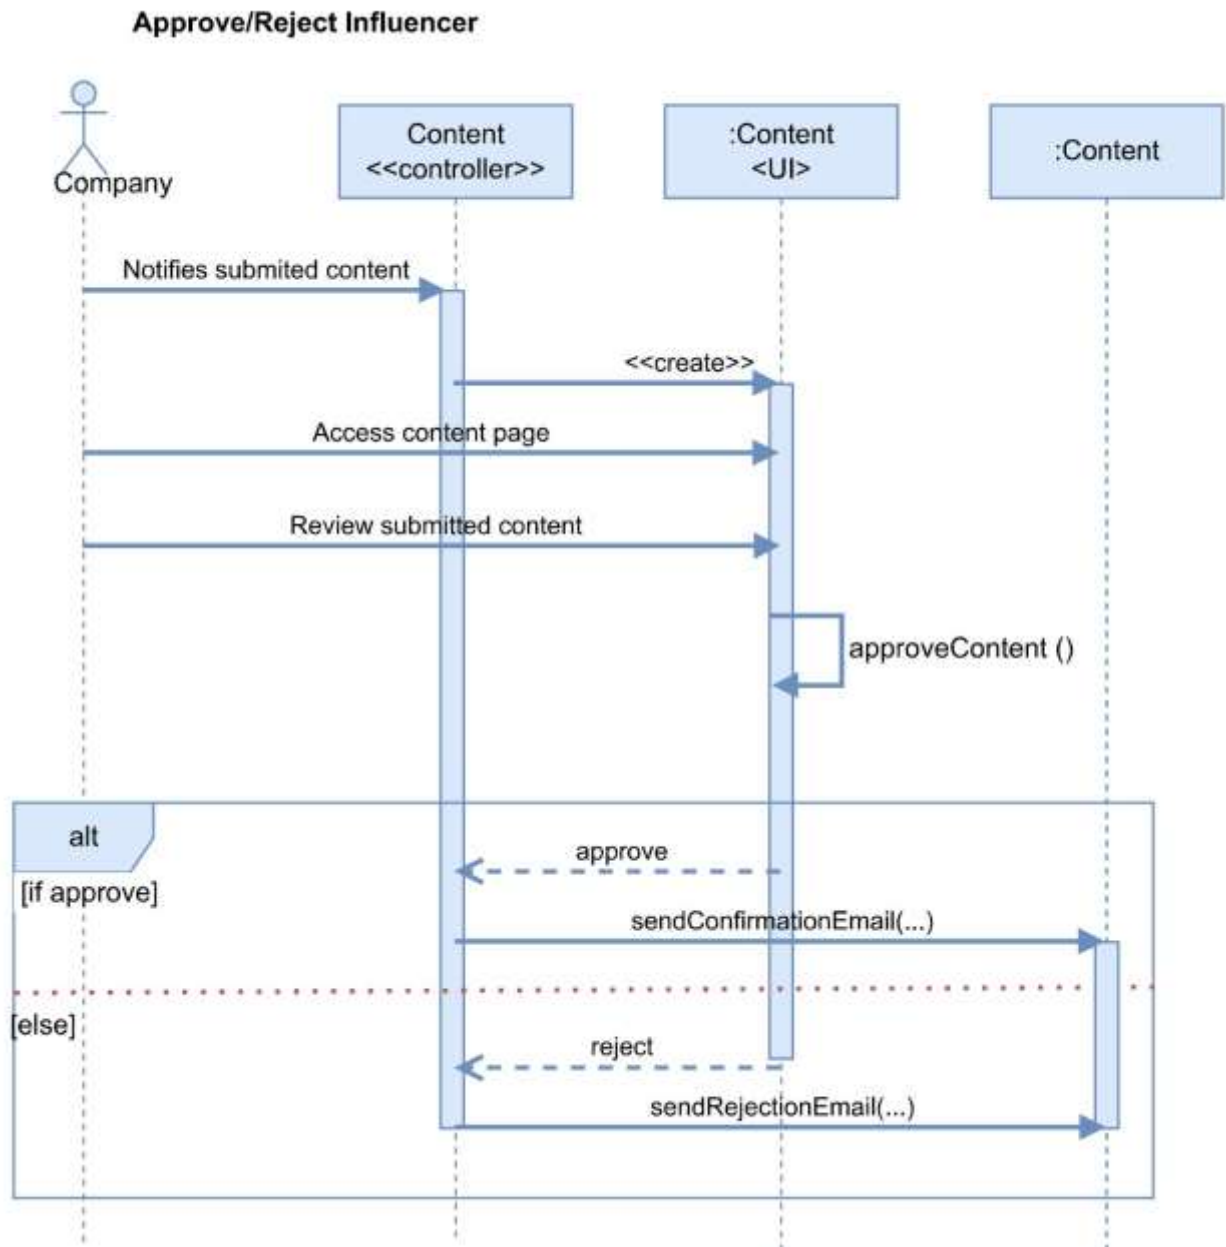 Approve/Reject Influencer
Company
Content
<<controller>>
:Content
<UI>
:Content
Notifies submited content
<<create>>
Access content page
Review submitted content
approveContent ()
alt
[if approve]
approve
sendConfirmationEmail(...)
[else]
reject
sendRejectionEmail(...)